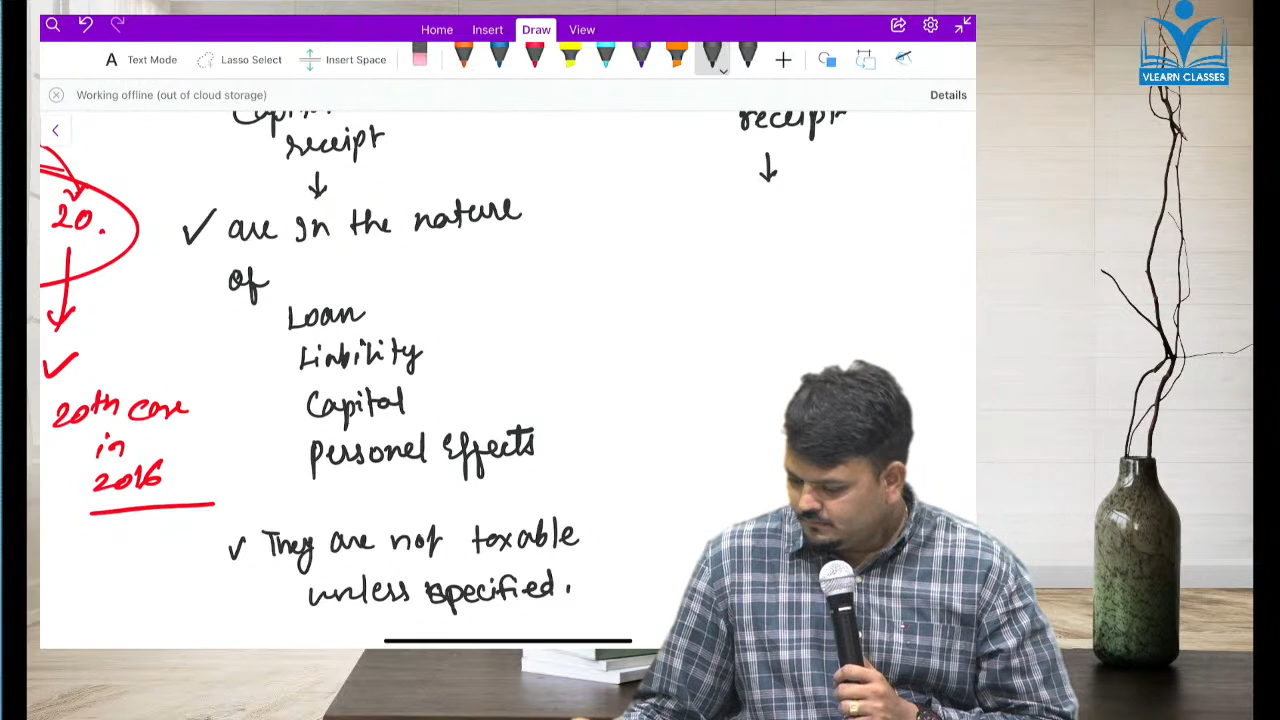 Home Insert Draw View
Text Mode Lasso Select Insert Space
Working offline (out of cloud storage) Details
VLEARN CLASSES
receipt
receipt
20.
✓ are In the nature
of
Loan
Liability
Capital
Personel Effects
✓
20th
in
2016
✓ They are not taxable
unless specified.